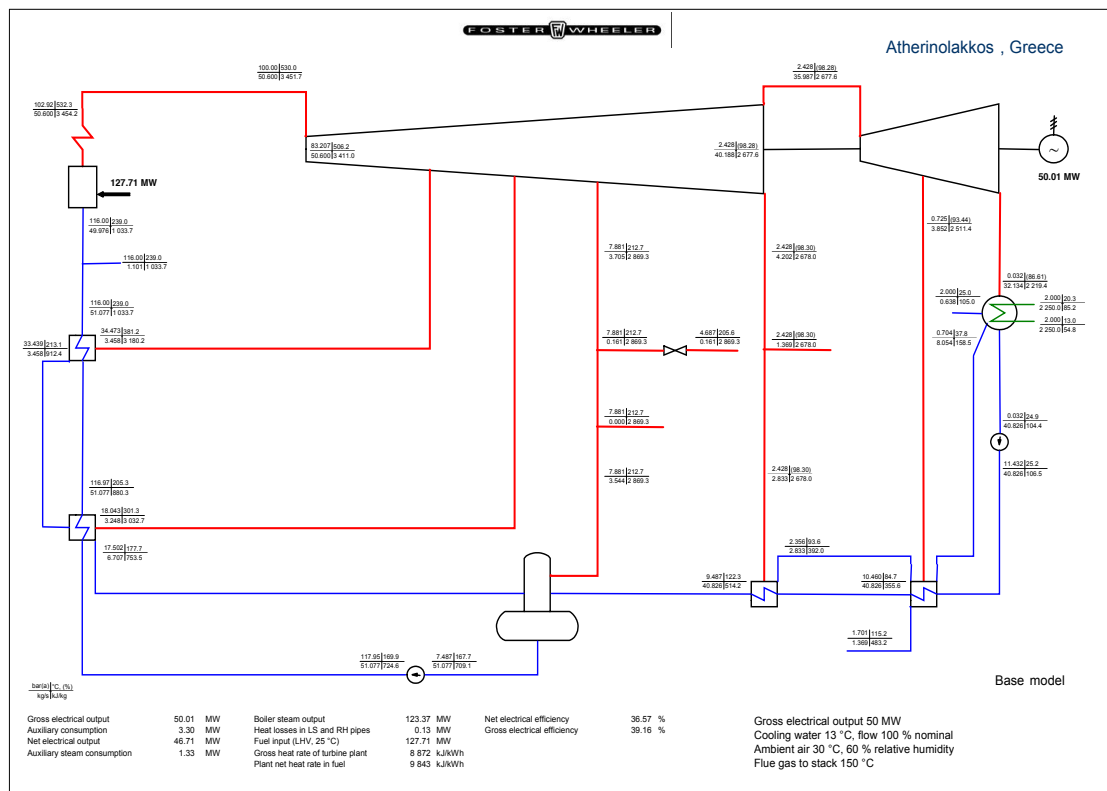 FOSTER WHEELER
FW
Atherinolakkos , Greece
100.00 530.0
50.600 3 451.7
2.428 (98.28)
35.987 2 677.6
102.92 532.3
50.600 3 454.2
83.207 506.2
50.600 3 411.0
2.428 (98.28)
40.188 2 677.6
~
50.01 MW
127.71 MW
116.00 239.0
49.976 1 033.7
0.725 (93.44)
3.852 2 511.4
7.881 212.7
3.705 2 869.3
2.428 (98.30)
4.202 2 678.0
116.00 239.0
1.101 1 033.7
0.032 (86.61)
32.134 2 219.4
2.000 25.0
0.638 105.0
2.000 20.3
2 250.0 85.2
116.00 239.0
51.077 1 033.7
2.000 13.0
2 250.0 54.8
34.473 381.2
3.458 3 180.2
7.881 212.7
0.161 2 869.3
4.687 205.6
0.161 2 869.3
2.428 (98.30)
1.369 2 678.0
0.704 37.8
8.054 158.5
33.439 213.1
3.458 912.4
0.032 24.9
40.826 104.4
7.881 212.7
0.000 2 869.3
11.432 25.2
40.826 106.5
7.881 212.7
3.544 2 869.3
2.428 (98.30)
2.833 2 678.0
116.97 205.3
51.077 880.3
18.043 301.3
3.248 3 032.7
17.502 177.7
6.707 753.5
2.356 93.6
2.833 392.0
9.487 122.3
40.826 514.2
10.460 84.7
40.826 355.6
1.701 115.2
1.369 483.2
117.95 169.9
51.077 724.6
7.487 167.7
51.077 709.1
Base model
bar(a) °C, (%)
kg/s kJ/kg
Gross electrical output 50.01 MW
Auxiliary consumption 3.30 MW
Net electrical output 46.71 MW
Auxiliary steam consumption 1.33 MW
Boiler steam output 123.37 MW
Heat losses in LS and RH pipes 0.13 MW
Fuel input (LHV, 25 °C) 127.71 MW
Gross heat rate of turbine plant 8 872 kJ/kWh
Plant net heat rate in fuel 9 843 kJ/kWh
Net electrical efficiency 36.57 %
Gross electrical efficiency 39.16 %
Gross electrical output 50 MW
Cooling water 13 °C, flow 100 % nominal
Ambient air 30 °C, 60 % relative humidity
Flue gas to stack 150 °C